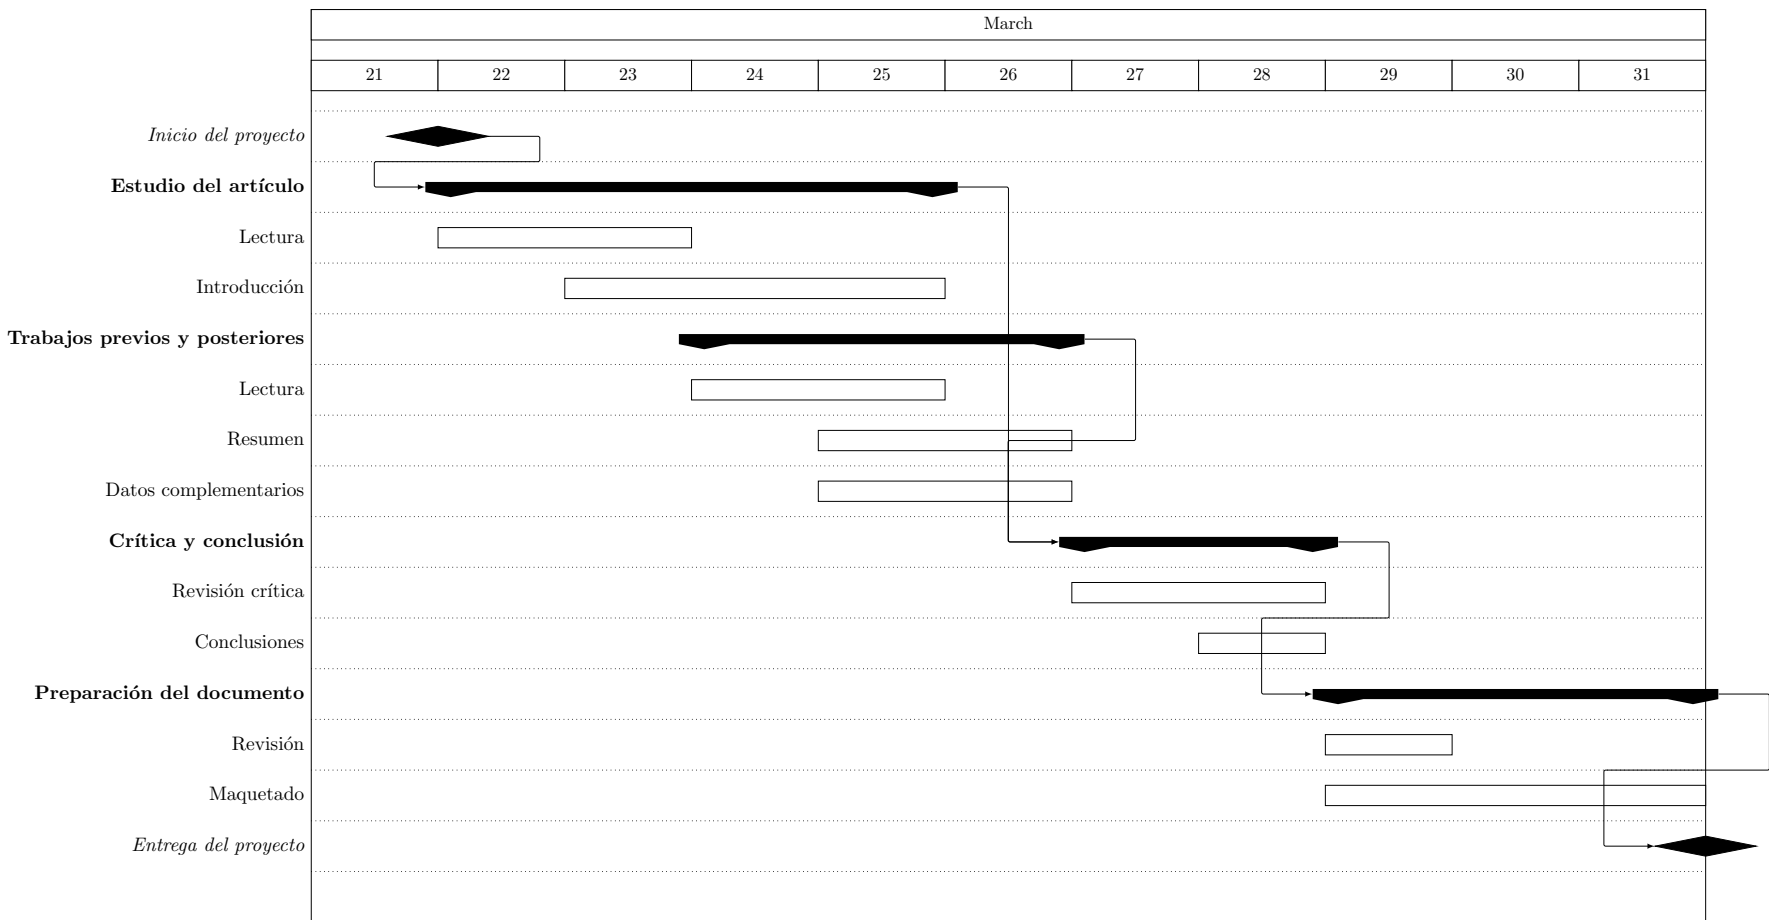 March
21 22 23 24 25 26 27 28 29 30 31
Inicio del proyecto
Estudio del artículo
Lectura
Introducción
Trabajos previos y posteriores
Lectura
Resumen
Datos complementarios
Crítica y conclusión
Revisión crítica
Conclusiones
Preparación del documento
Revisión
Maquetado
Entrega del proyecto